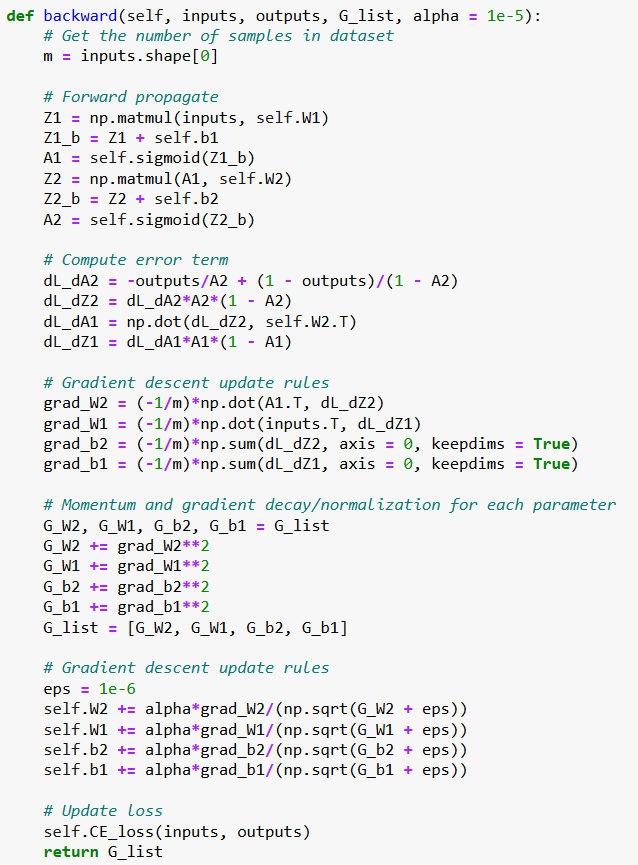 def backward(self, inputs, outputs, G_list, alpha = 1e-5):
    # Get the number of samples in dataset
    m = inputs.shape[0]

    # Forward propagate
    Z1 = np.matmul(inputs, self.W1)
    Z1_b = Z1 + self.b1
    A1 = self.sigmoid(Z1_b)
    Z2 = np.matmul(A1, self.W2)
    Z2_b = Z2 + self.b2
    A2 = self.sigmoid(Z2_b)

    # Compute error term
    dL_dA2 = -outputs/A2 + (1 - outputs)/(1 - A2)
    dL_dZ2 = dL_dA2*A2*(1 - A2)
    dL_dA1 = np.dot(dL_dZ2, self.W2.T)
    dL_dZ1 = dL_dA1*A1*(1 - A1)

    # Gradient descent update rules
    grad_W2 = (-1/m)*np.dot(A1.T, dL_dZ2)
    grad_W1 = (-1/m)*np.dot(inputs.T, dL_dZ1)
    grad_b2 = (-1/m)*np.sum(dL_dZ2, axis = 0, keepdims = True)
    grad_b1 = (-1/m)*np.sum(dL_dZ1, axis = 0, keepdims = True)

    # Momentum and gradient decay/normalization for each parameter
    G_W2, G_W1, G_b2, G_b1 = G_list
    G_W2 += grad_W2**2
    G_W1 += grad_W1**2
    G_b2 += grad_b2**2
    G_b1 += grad_b1**2
    G_list = [G_W2, G_W1, G_b2, G_b1]

    # Gradient descent update rules
    eps = 1e-6
    self.W2 += alpha*grad_W2/(np.sqrt(G_W2 + eps))
    self.W1 += alpha*grad_W1/(np.sqrt(G_W1 + eps))
    self.b2 += alpha*grad_b2/(np.sqrt(G_b2 + eps))
    self.b1 += alpha*grad_b1/(np.sqrt(G_b1 + eps))

    # Update loss
    self.CE_loss(inputs, outputs)
    return G_list